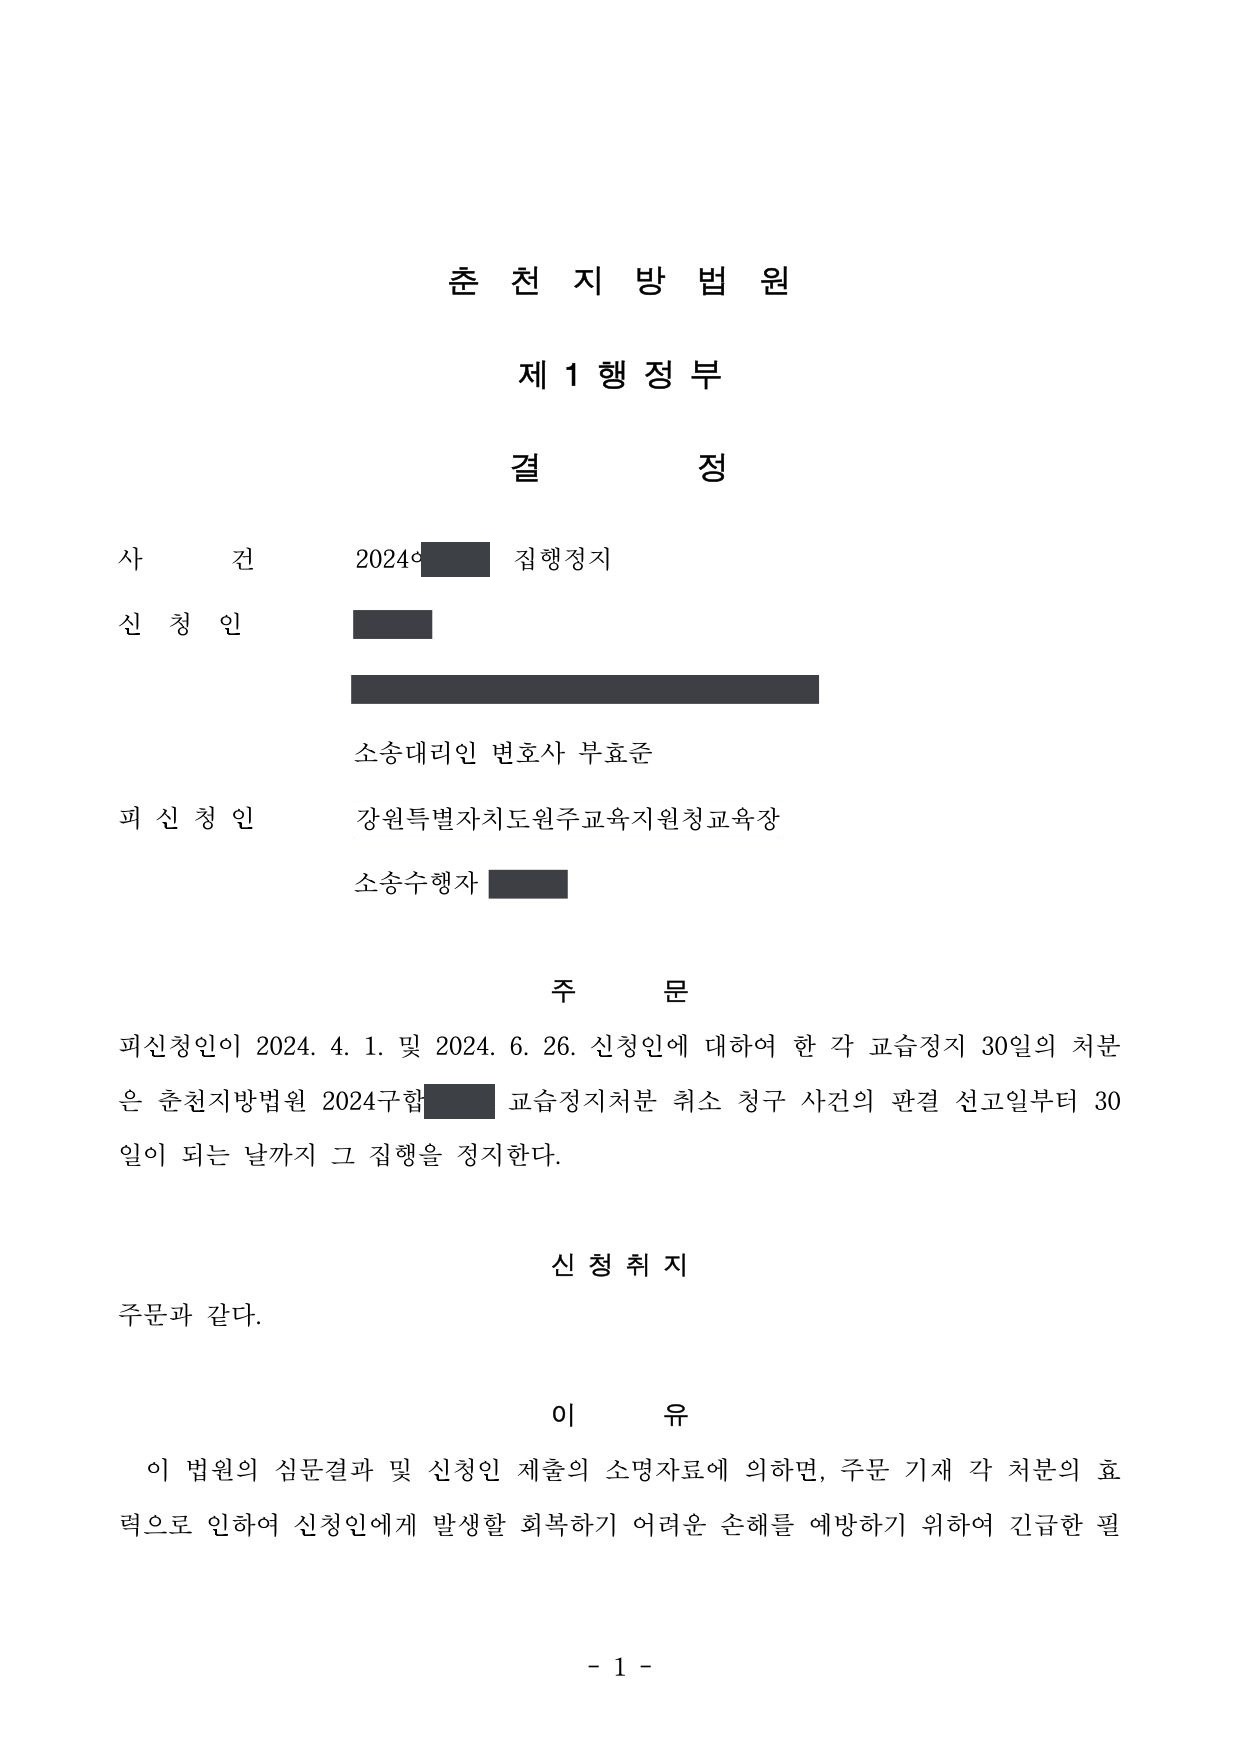 춘 천 지 방 법 원
제 1 행 정 부
결 정
사 건 2024 집행정지
신 청 인
소송대리인 변호사 부효준
피 신 청 인 강원특별자치도원주교육지원청교육장
소송수행자
주 문
피신청인이 2024. 4. 1. 및 2024. 6. 26. 신청인에 대하여 한 각 교습정지 30일의 처분
은 춘천지방법원 2024구합 교습정지처분 취소 청구 사건의 판결 선고일부터 30
일이 되는 날까지 그 집행을 정지한다.
신 청 취 지
주문과 같다.
이 유
이 법원의 심문결과 및 신청인 제출의 소명자료에 의하면, 주문 기재 각 처분의 효
력으로 인하여 신청인에게 발생할 회복하기 어려운 손해를 예방하기 위하여 긴급한 필
- 1 -